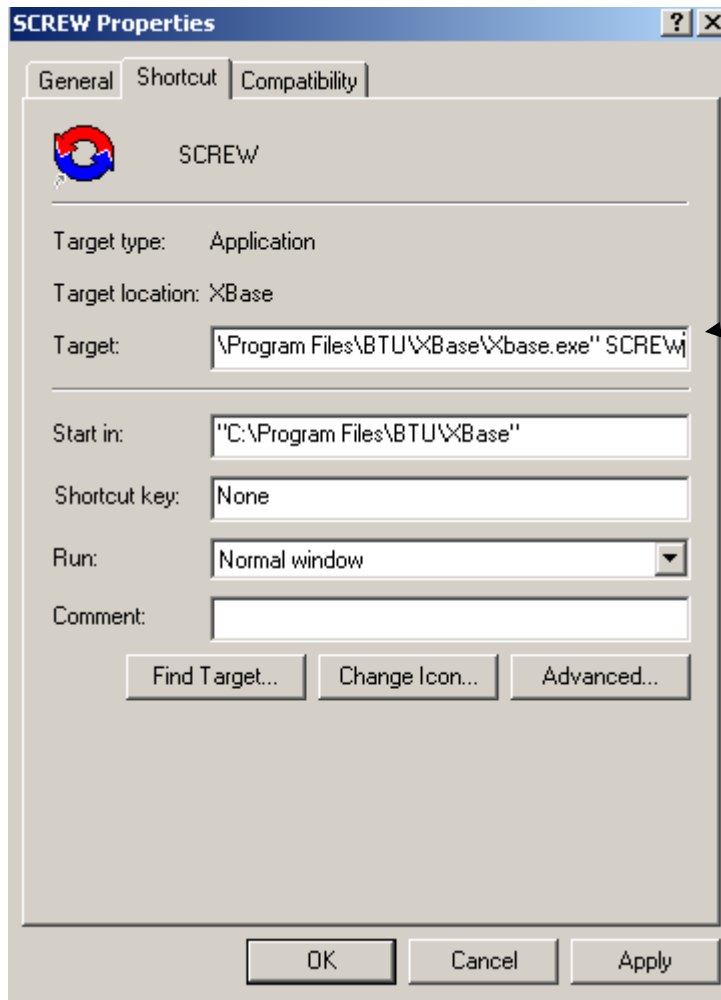 SCREW Properties
General Shortcut Compatibility
SCREW
Target type: Application
Target location: XBase
Target: \Program Files\BTU\XBase\Xbase.exe" SCREW
Start in: "C:\Program Files\BTU\XBase"
Shortcut key: None
Run: Normal window
Comment:
Find Target... Change Icon... Advanced...
OK Cancel Apply